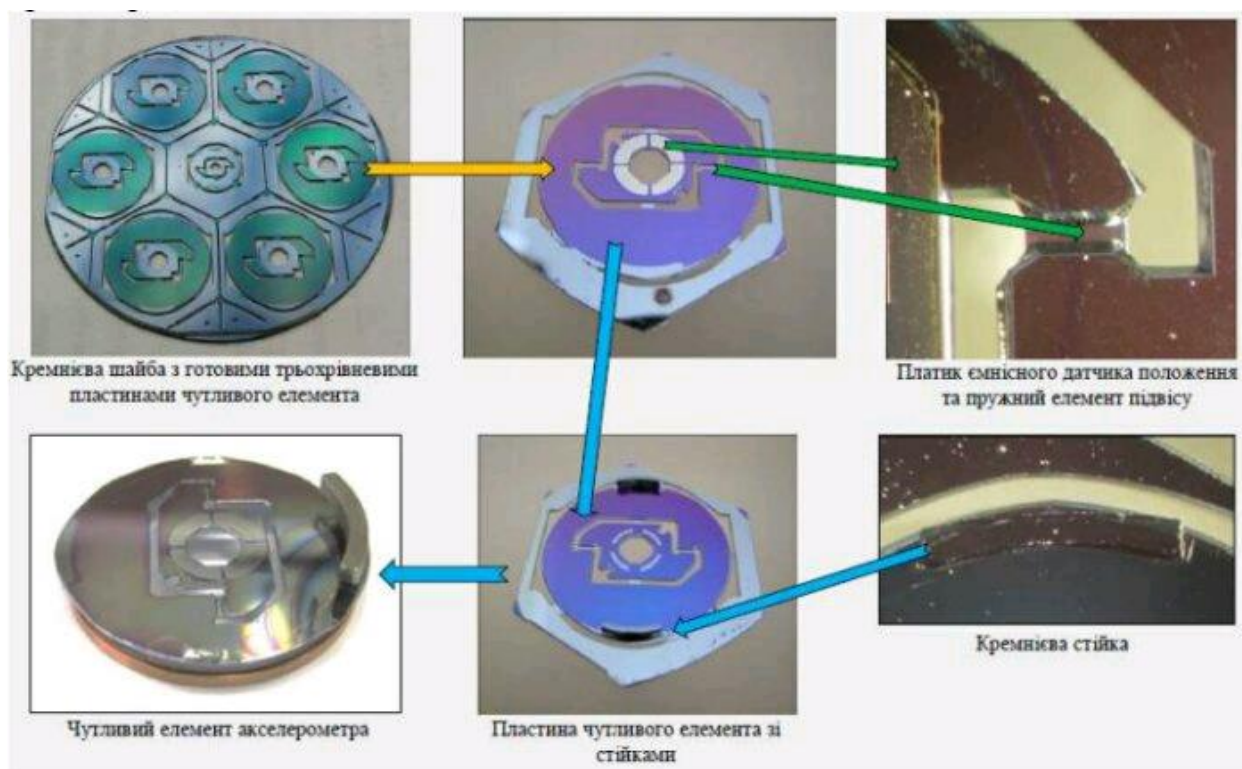 Кремнієва шайба з готовими трьохрівневими
пластинами чутливого елемента
Платик ємнісного датчика положення
та пружний елемент підвісу
Кремнієва стійка
Чутливий елемент акселерометра
Пластина чутливого елемента зі
стійками